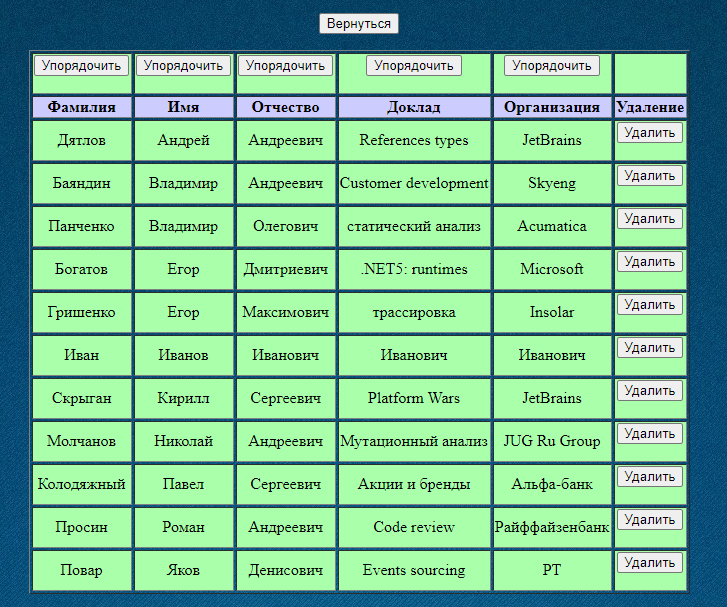 Вернуться
Упорядочить Упорядочить Упорядочить Упорядочить Упорядочить
Фамилия Имя Отчество Доклад Организация Удаление
Дятлов Андрей Андреевич References types JetBrains Удалить
Баяндин Владимир Андреевич Customer development Skyeng Удалить
Панченко Владимир Олегович статический анализ Acumatica Удалить
Богатов Егор Дмитриевич .NET5: runtimes Microsoft Удалить
Гришенко Егор Максимович трассировка Insolar Удалить
Иван Иванов Иванович Иванович Иванович Удалить
Скрыган Кирилл Сергеевич Platform Wars JetBrains Удалить
Молчанов Николай Андреевич Мутационный анализ JUG Ru Group Удалить
Колодяжный Павел Сергеевич Акции и бренды Альфа-банк Удалить
Просин Роман Андреевич Code review Райффайзенбанк Удалить
Повар Яков Денисович Events sourcing PT Удалить